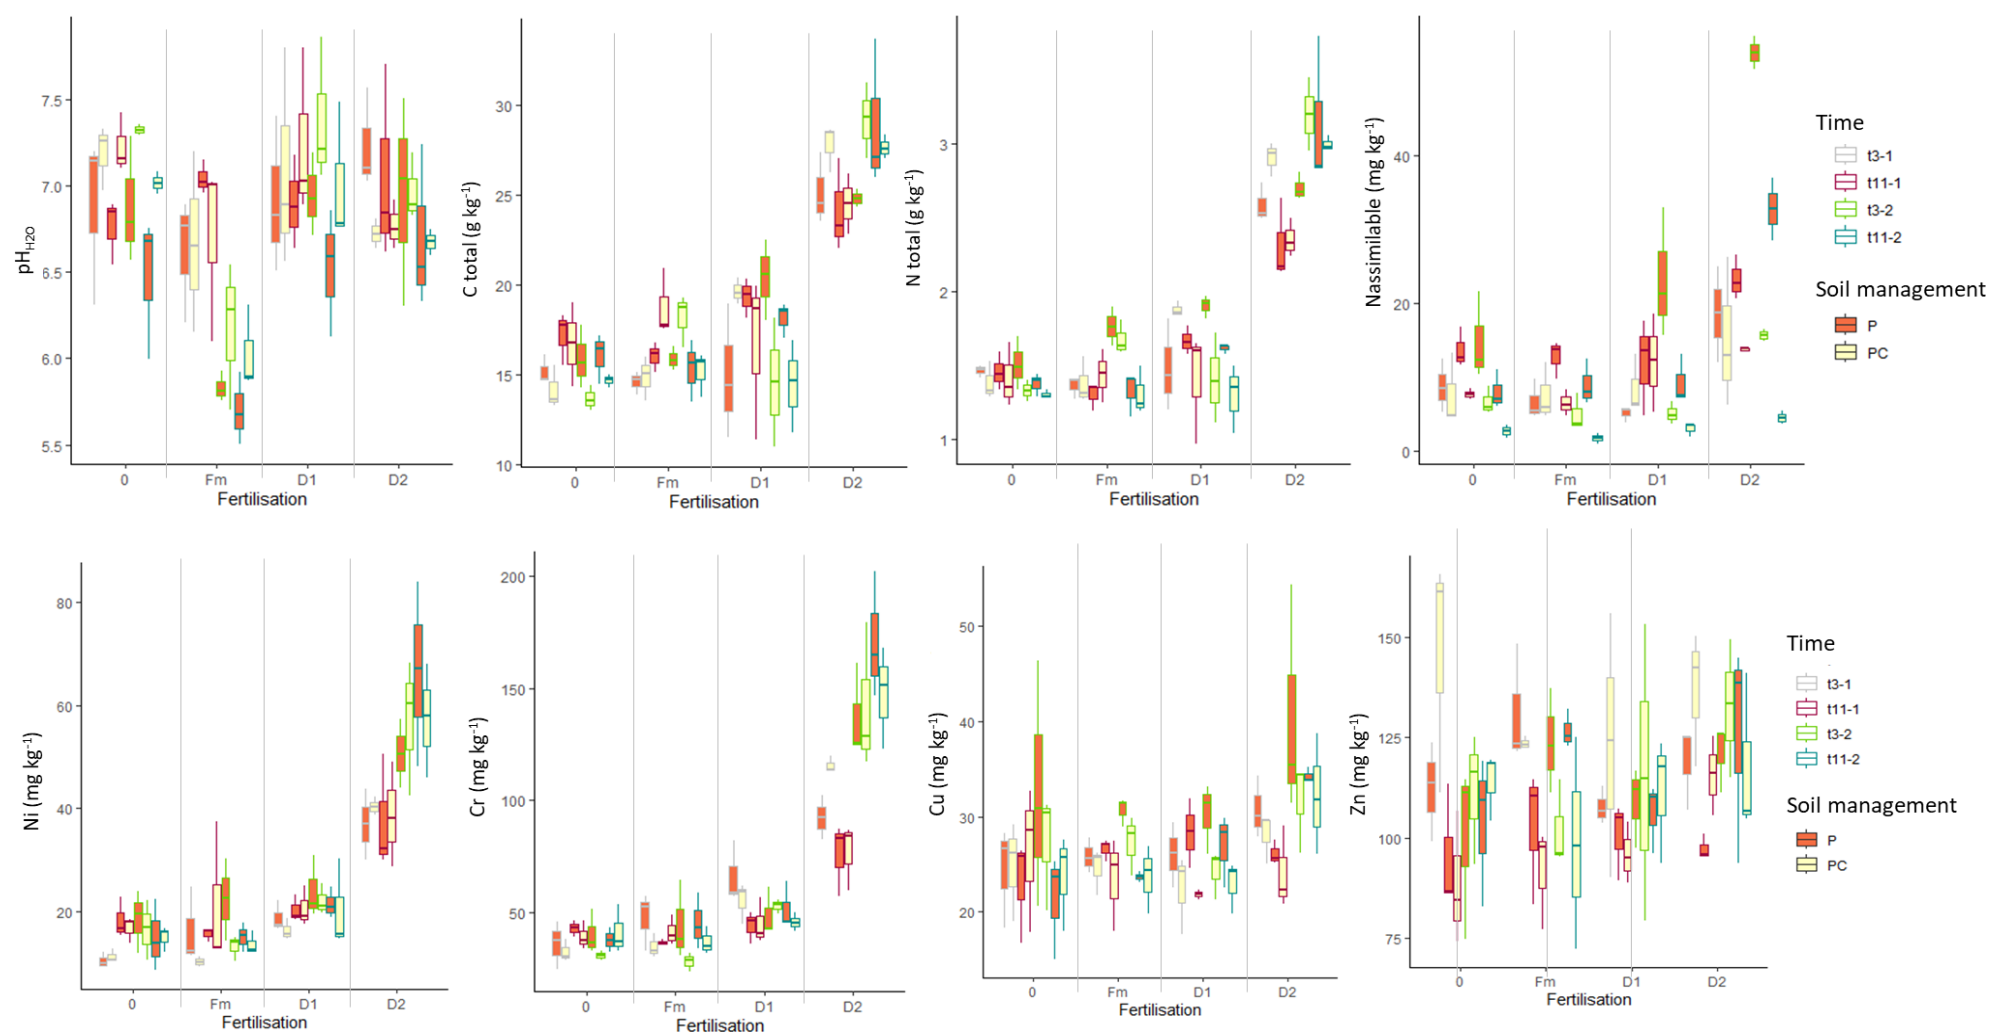 pHH2O
7.5
7.0
6.5
6.0
5.5
0 Fm D1 D2
Fertilisation
C total (g kg-1)
30
25
20
15
10
0 Fm D1 D2
Fertilisation
N total (g kg-1)
3
2
1
0 Fm D1 D2
Fertilisation
Nassimilable (mg kg-1)
40
20
0
0 Fm D1 D2
Fertilisation
Time
t3-1
t11-1
t3-2
t11-2
Soil management
P
PC
Ni (mg kg-1)
80
60
40
20
0 Fm D1 D2
Fertilisation
Cr (mg kg-1)
200
150
100
50
0 Fm D1 D2
Fertilisation
Cu (mg kg-1)
50
40
30
20
0 Fm D1 D2
Fertilisation
Zn (mg kg-1)
150
125
100
75
0 Fm D1 D2
Fertilisation
Time
t3-1
t11-1
t3-2
t11-2
Soil management
P
PC